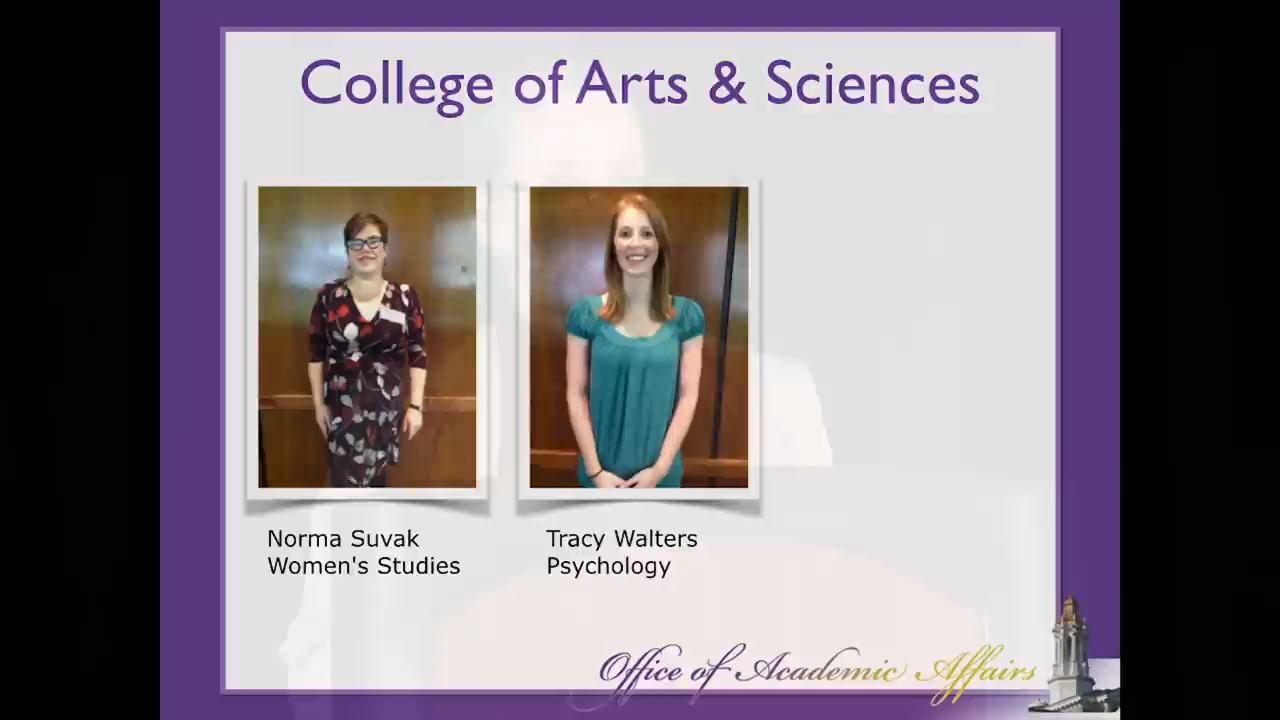 College of Arts & Sciences
Norma Suvak
Women's Studies
Tracy Walters
Psychology
Office of Academic Affairs